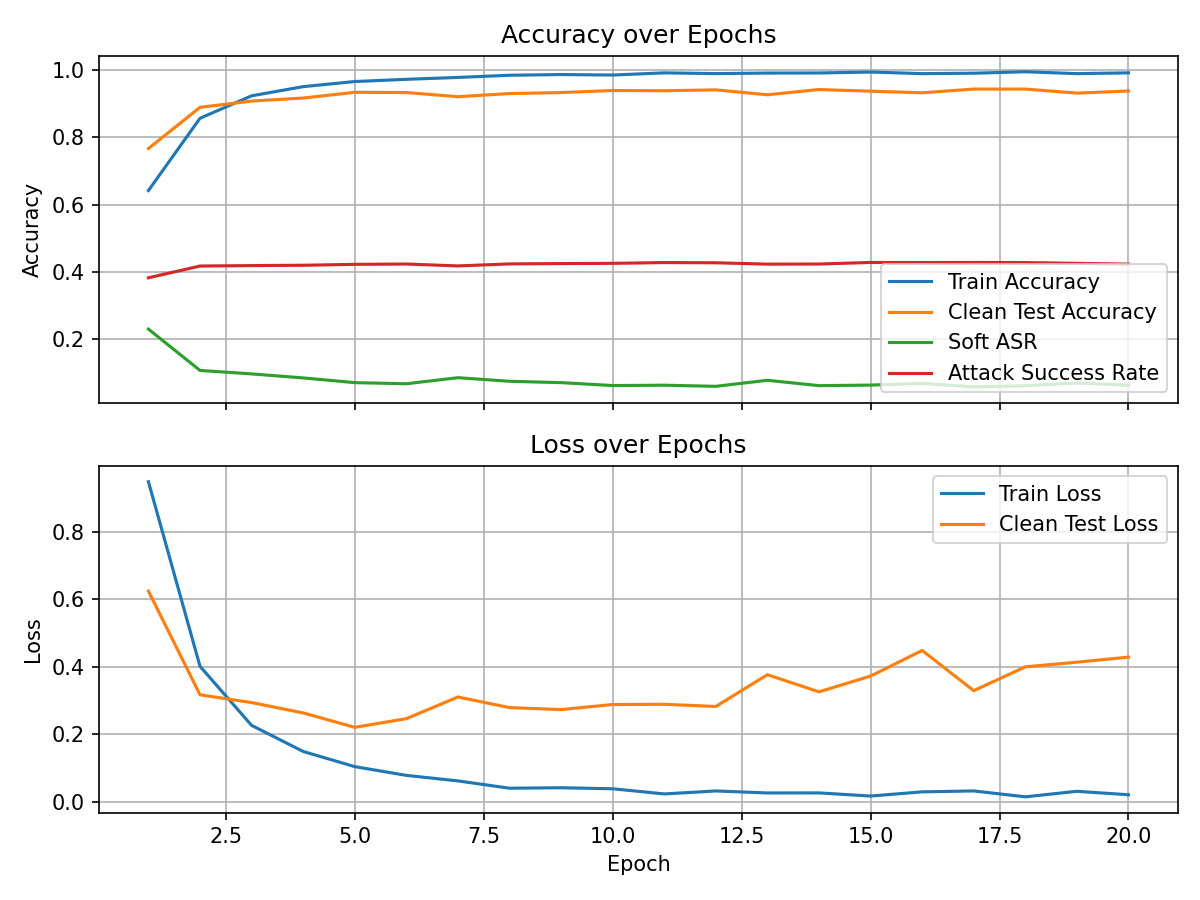 Accuracy over Epochs
1.0
0.8
0.6
0.4
0.2
Accuracy
Train Accuracy
Clean Test Accuracy
Soft ASR
Attack Success Rate
Loss over Epochs
0.8
0.6
0.4
0.2
0.0
Loss
Train Loss
Clean Test Loss
2.5 5.0 7.5 10.0 12.5 15.0 17.5 20.0
Epoch